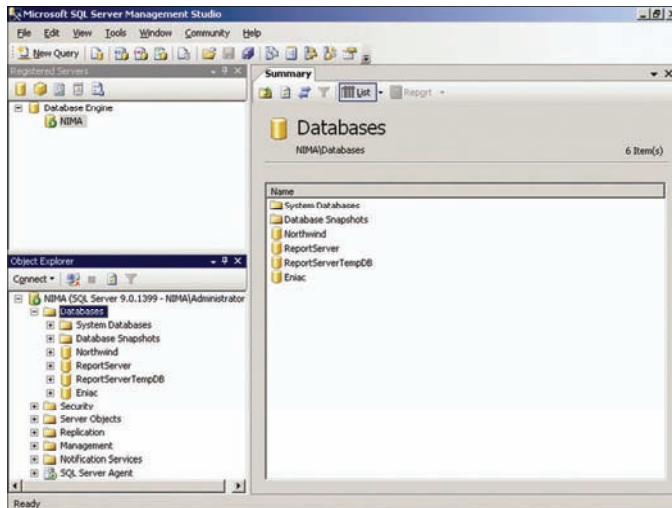 Microsoft SQL Server Management Studio
File Edit View Tools Window Community Help
New Query
Registered Servers
Database Engine
NIMA
Object Explorer
Connect
NIMA (SQL Server 9.0.1399 - NIMA\Administrator
Databases
System Databases
Database Snapshots
Northwind
ReportServer
ReportServerTempDB
Eniac
Security
Server Objects
Replication
Management
Notification Services
SQL Server Agent
Summary
List Report
Databases
NIMA\Databases 6 Item(s)
Name
System Databases
Database Snapshots
Northwind
ReportServer
ReportServerTempDB
Eniac
Ready